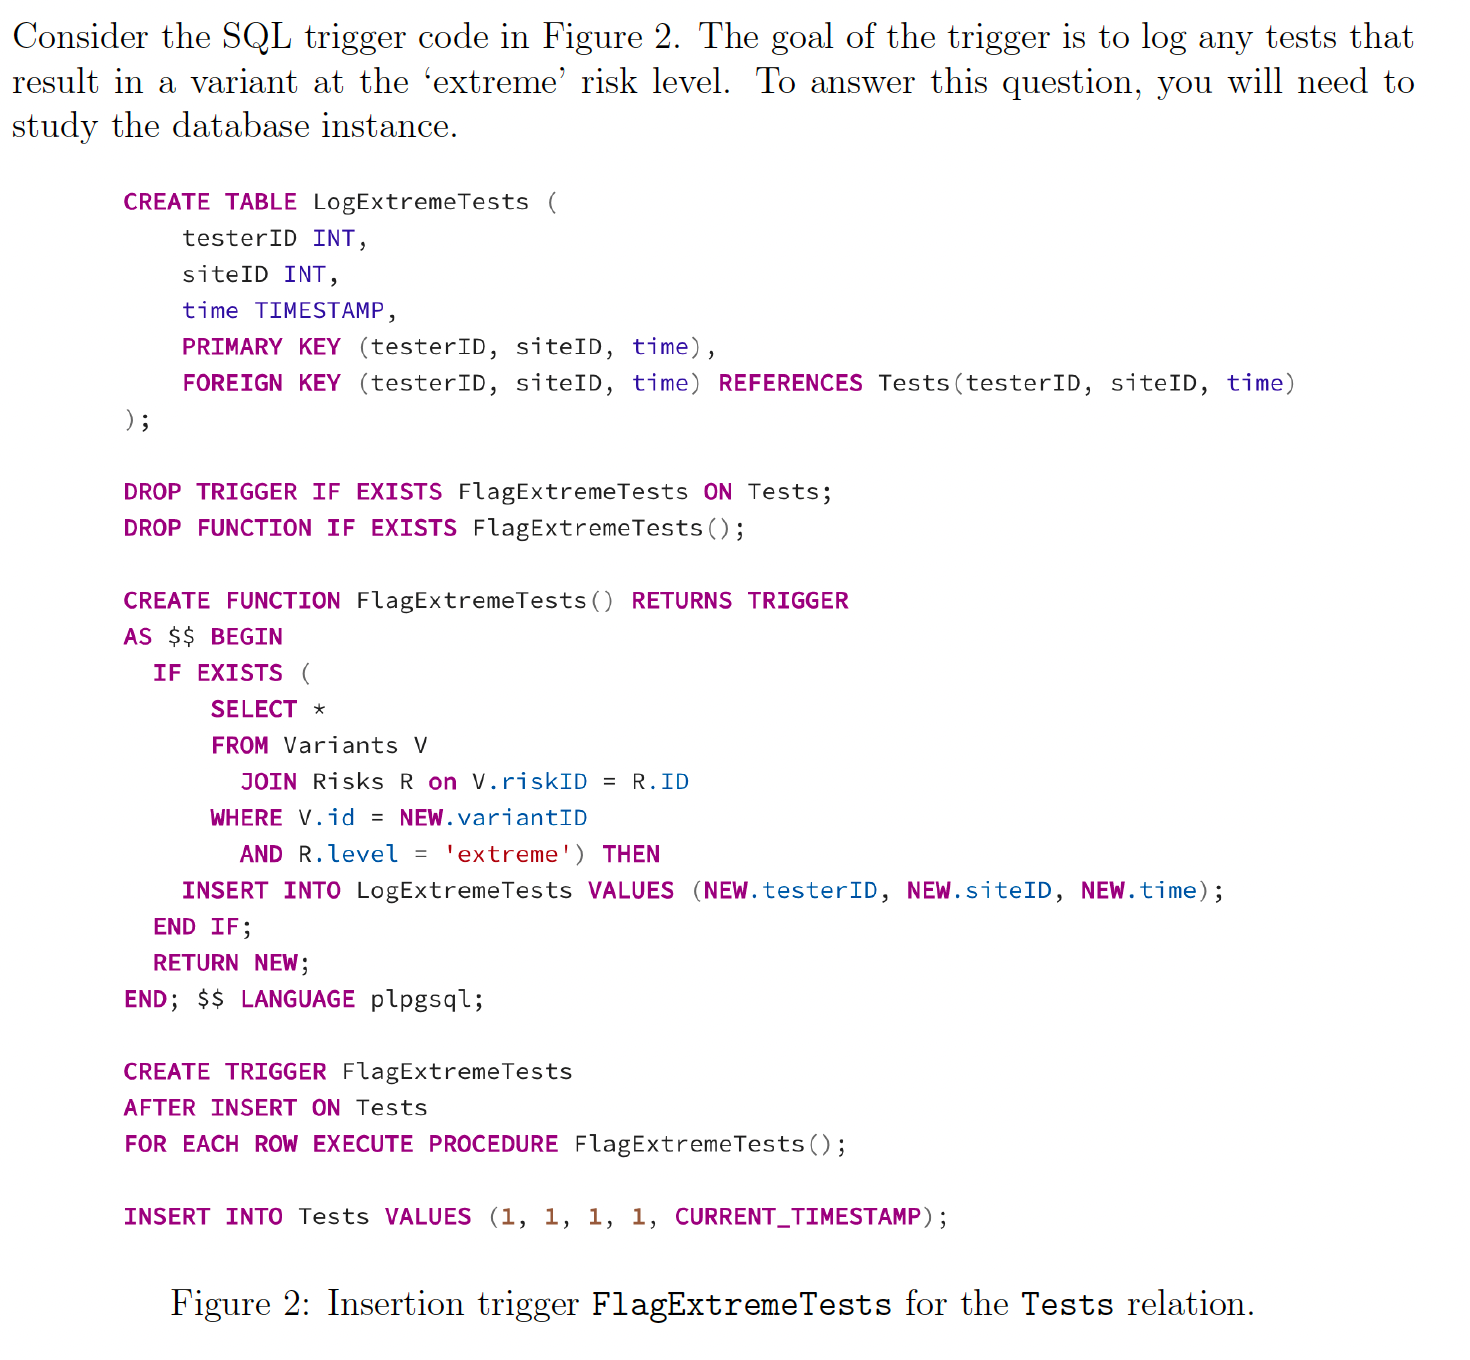 Consider the SQL trigger code in Figure 2. The goal of the trigger is to log any tests that
result in a variant at the ‘extreme’ risk level. To answer this question, you will need to
study the database instance.
CREATE TABLE LogExtremeTests (
    testerID INT,
    siteID INT,
    time TIMESTAMP,
    PRIMARY KEY (testerID, siteID, time),
    FOREIGN KEY (testerID, siteID, time) REFERENCES Tests(testerID, siteID, time)
);
DROP TRIGGER IF EXISTS FlagExtremeTests ON Tests;
DROP FUNCTION IF EXISTS FlagExtremeTests();
CREATE FUNCTION FlagExtremeTests() RETURNS TRIGGER
AS $$ BEGIN
  IF EXISTS (
      SELECT *
      FROM Variants V
        JOIN Risks R on V.riskID = R.ID
      WHERE V.id = NEW.variantID
        AND R.level = 'extreme') THEN
    INSERT INTO LogExtremeTests VALUES (NEW.testerID, NEW.siteID, NEW.time);
  END IF;
  RETURN NEW;
END; $$ LANGUAGE plpgsql;
CREATE TRIGGER FlagExtremeTests
AFTER INSERT ON Tests
FOR EACH ROW EXECUTE PROCEDURE FlagExtremeTests();
INSERT INTO Tests VALUES (1, 1, 1, 1, CURRENT_TIMESTAMP);
Figure 2: Insertion trigger FlagExtremeTests for the Tests relation.